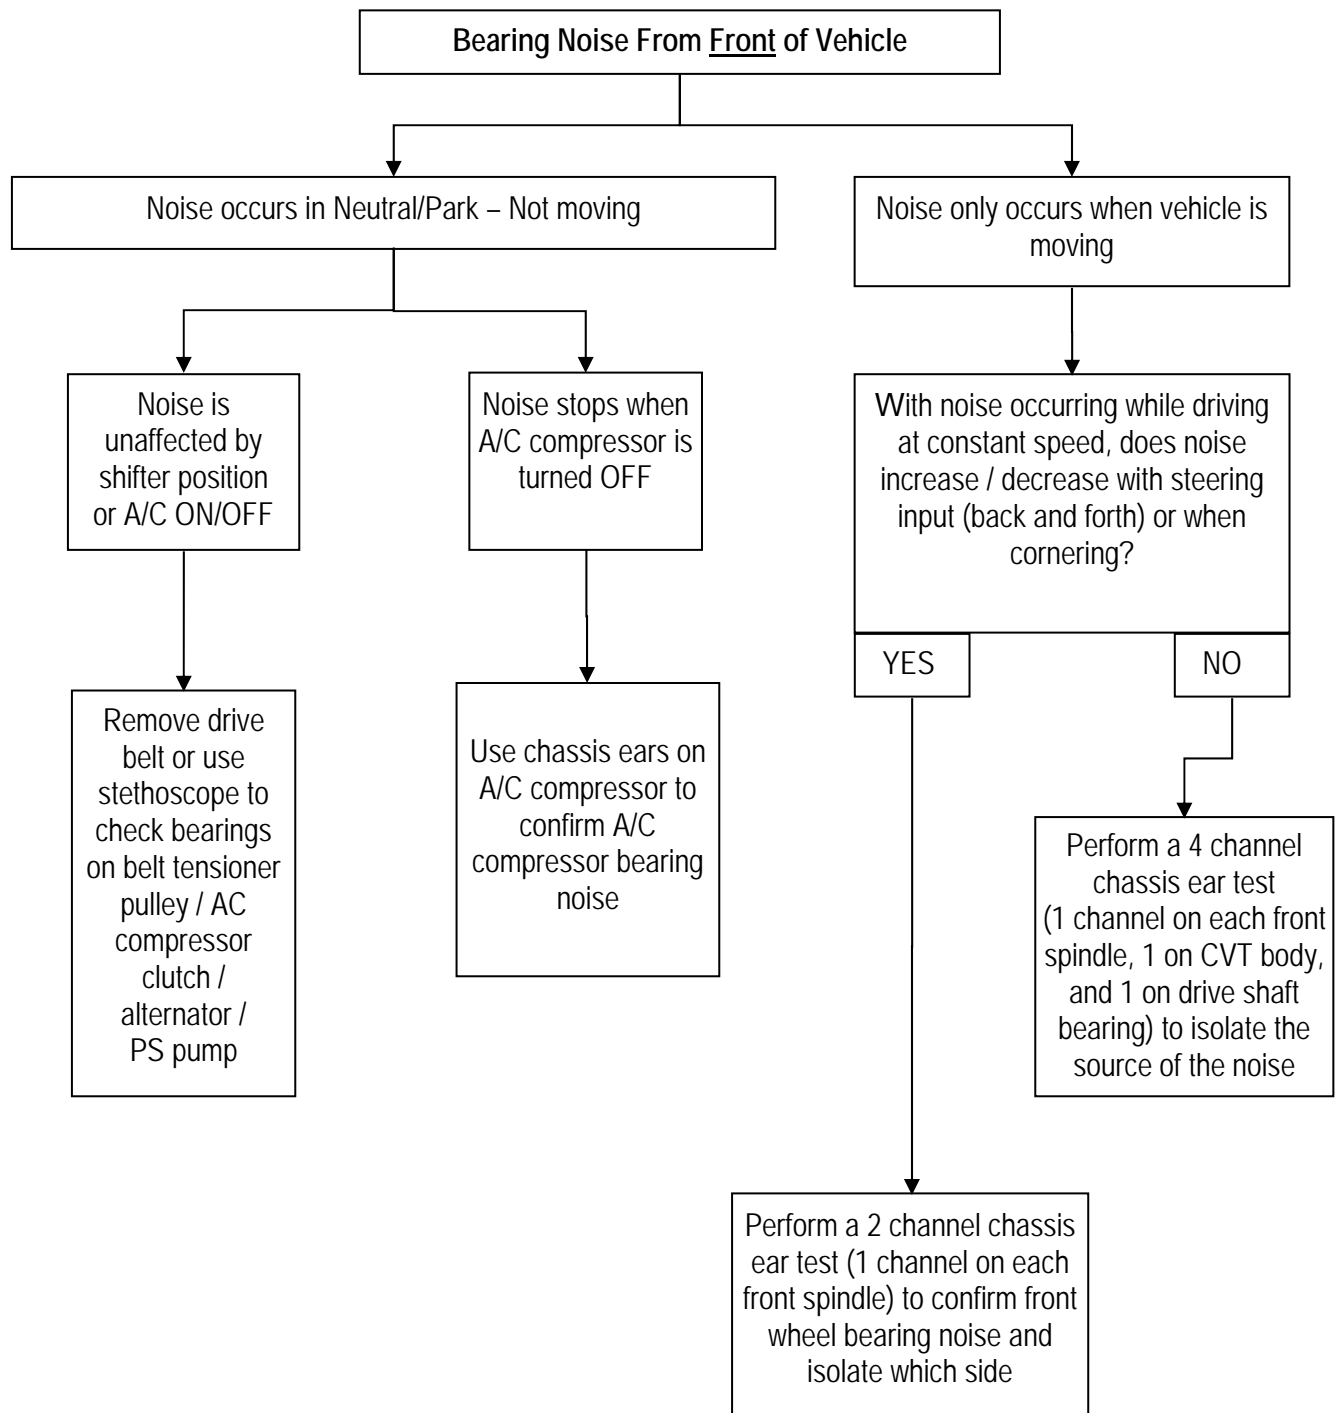 Bearing Noise From Front of Vehicle
Noise occurs in Neutral/Park – Not moving
Noise only occurs when vehicle is
moving
Noise is
unaffected by
shifter position
or A/C ON/OFF
Noise stops when
A/C compressor is
turned OFF
With noise occurring while driving
at constant speed, does noise
increase / decrease with steering
input (back and forth) or when
cornering?
YES
NO
Remove drive
belt or use
stethoscope to
check bearings
on belt tensioner
pulley / AC
compressor
clutch /
alternator /
PS pump
Use chassis ears on
A/C compressor to
confirm A/C
compressor bearing
noise
Perform a 4 channel
chassis ear test
(1 channel on each front
spindle, 1 on CVT body,
and 1 on drive shaft
bearing) to isolate the
source of the noise
Perform a 2 channel chassis
ear test (1 channel on each
front spindle) to confirm front
wheel bearing noise and
isolate which side